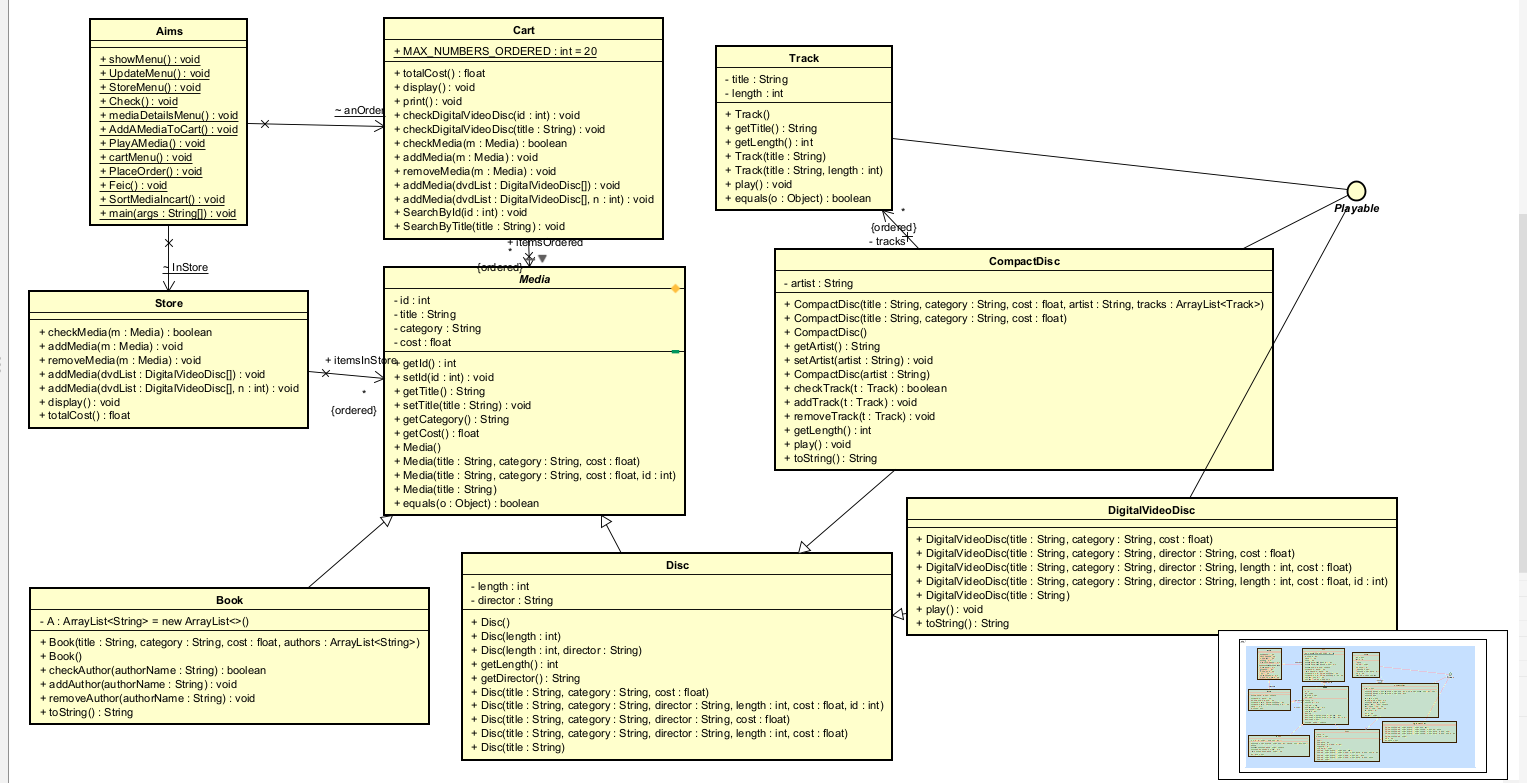 Aims
+ showMenu() : void
+ UpdateMenu() : void
+ StoreMenu() : void
+ Check() : void
+ mediaDetailsMenu() : void
+ AddAMediaToCart() : void
+ PlayAMedia() : void
+ cartMenu() : void
+ PlaceOrder() : void
+ Feic() : void
+ SortMediaIncart() : void
+ main(args : String[]) : void
~ anOrder
Cart
+ MAX_NUMBERS_ORDERED : int = 20
+ totalCost() : float
+ display() : void
+ print() : void
+ checkDigitalVideoDisc(id : int) : void
+ checkDigitalVideoDisc(title : String) : void
+ checkMedia(m : Media) : boolean
+ addMedia(m : Media) : void
+ removeMedia(m : Media) : void
+ addMedia(dvdList : DigitalVideoDisc[]) : void
+ addMedia(dvdList : DigitalVideoDisc[], n : int) : void
+ SearchById(id : int) : void
+ SearchByTitle(title : String) : void
Track
- title : String
- length : int
+ Track()
+ getTitle() : String
+ getLength() : int
+ Track(title : String)
+ Track(title : String, length : int)
+ play() : void
+ equals(o : Object) : boolean
Playable
*
{ordered}
- tracks
+ itemsOrdered
*
{ordered}
~ InStore
Store
+ checkMedia(m : Media) : boolean
+ addMedia(m : Media) : void
+ removeMedia(m : Media) : void
+ addMedia(dvdList : DigitalVideoDisc[]) : void
+ addMedia(dvdList : DigitalVideoDisc[], n : int) : void
+ display() : void
+ totalCost() : float
+ itemsInStore
*
{ordered}
Media
- id : int
- title : String
- category : String
- cost : float
+ getId() : int
+ setId(id : int) : void
+ getTitle() : String
+ setTitle(title : String) : void
+ getCategory() : String
+ getCost() : float
+ Media()
+ Media(title : String, category : String, cost : float)
+ Media(title : String, category : String, cost : float, id : int)
+ Media(title : String)
+ equals(o : Object) : boolean
CompactDisc
- artist : String
+ CompactDisc(title : String, category : String, cost : float, artist : String, tracks : ArrayList<Track>)
+ CompactDisc(title : String, category : String, cost : float)
+ CompactDisc()
+ getArtist() : String
+ setArtist(artist : String) : void
+ CompactDisc(artist : String)
+ checkTrack(t : Track) : boolean
+ addTrack(t : Track) : void
+ removeTrack(t : Track) : void
+ getLength() : int
+ play() : void
+ toString() : String
DigitalVideoDisc
+ DigitalVideoDisc(title : String, category : String, cost : float)
+ DigitalVideoDisc(title : String, category : String, director : String, cost : float)
+ DigitalVideoDisc(title : String, category : String, director : String, length : int, cost : float)
+ DigitalVideoDisc(title : String, category : String, director : String, length : int, cost : float, id : int)
+ DigitalVideoDisc(title : String)
+ play() : void
+ toString() : String
Book
- A : ArrayList<String> = new ArrayList<>()
+ Book(title : String, category : String, cost : float, authors : ArrayList<String>)
+ Book()
+ checkAuthor(authorName : String) : boolean
+ addAuthor(authorName : String) : void
+ removeAuthor(authorName : String) : void
+ toString() : String
Disc
- length : int
- director : String
+ Disc()
+ Disc(length : int)
+ Disc(length : int, director : String)
+ getLength() : int
+ getDirector() : String
+ Disc(title : String, category : String, cost : float)
+ Disc(title : String, category : String, director : String, length : int, cost : float, id : int)
+ Disc(title : String, category : String, director : String, cost : float)
+ Disc(title : String, category : String, director : String, length : int, cost : float)
+ Disc(title : String)